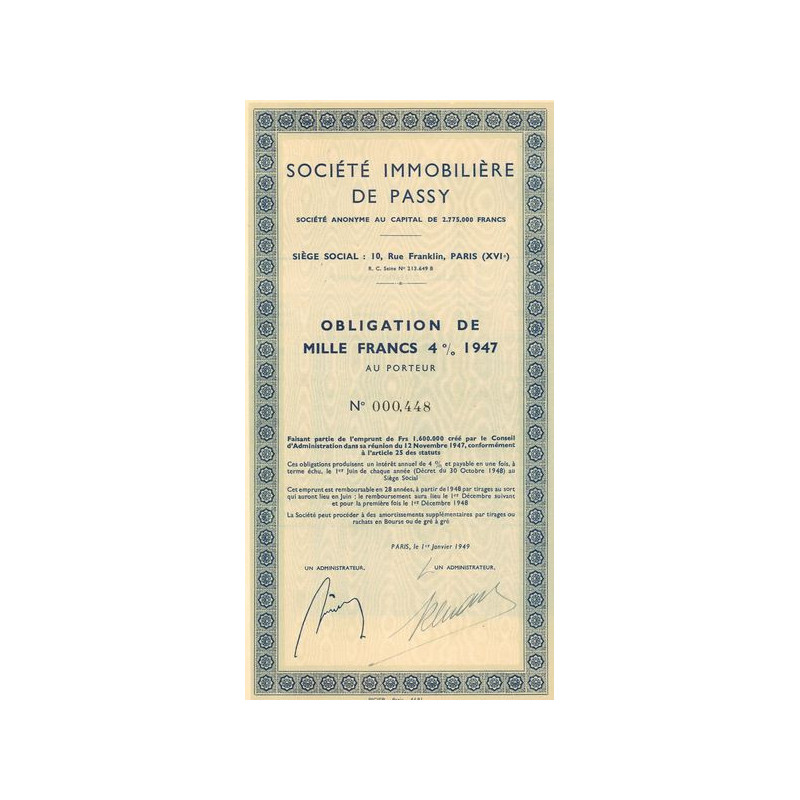 SOCIÉTÉ IMMOBILIÈRE
DE PASSY
SOCIÉTÉ ANONYME AU CAPITAL DE 2.775.000 FRANCS
SIÈGE SOCIAL : 10, Rue Franklin, PARIS (XVIe)
R. C. Seine No 213.649 B
OBLIGATION DE
MILLE FRANCS 4 % 1947
AU PORTEUR
No 000.448
Faisant partie de l'emprunt de Frs 1.600.000 créé par le Conseil
d'Administration dans sa réunion du 12 Novembre 1947, conformément
à l'article 25 des statuts
Ces obligations produisent un intérêt annuel de 4 % et payable en une fois, à
terme échu, le 1er Juin de chaque année (Décret du 30 Octobre 1948) au
Siège Social
Cet emprunt est remboursable en 28 années, à partir de 1948 par tirages au sort
qui auront lieu en Juin ; le remboursement aura lieu le 1er Décembre suivant
et pour la première fois le 1er Décembre 1948
La Société peut procéder à des amortissements supplémentaires par tirages ou
rachats en Bourse ou de gré à gré
PARIS, le 1er Janvier 1949
UN ADMINISTRATEUR, UN ADMINISTRATEUR,